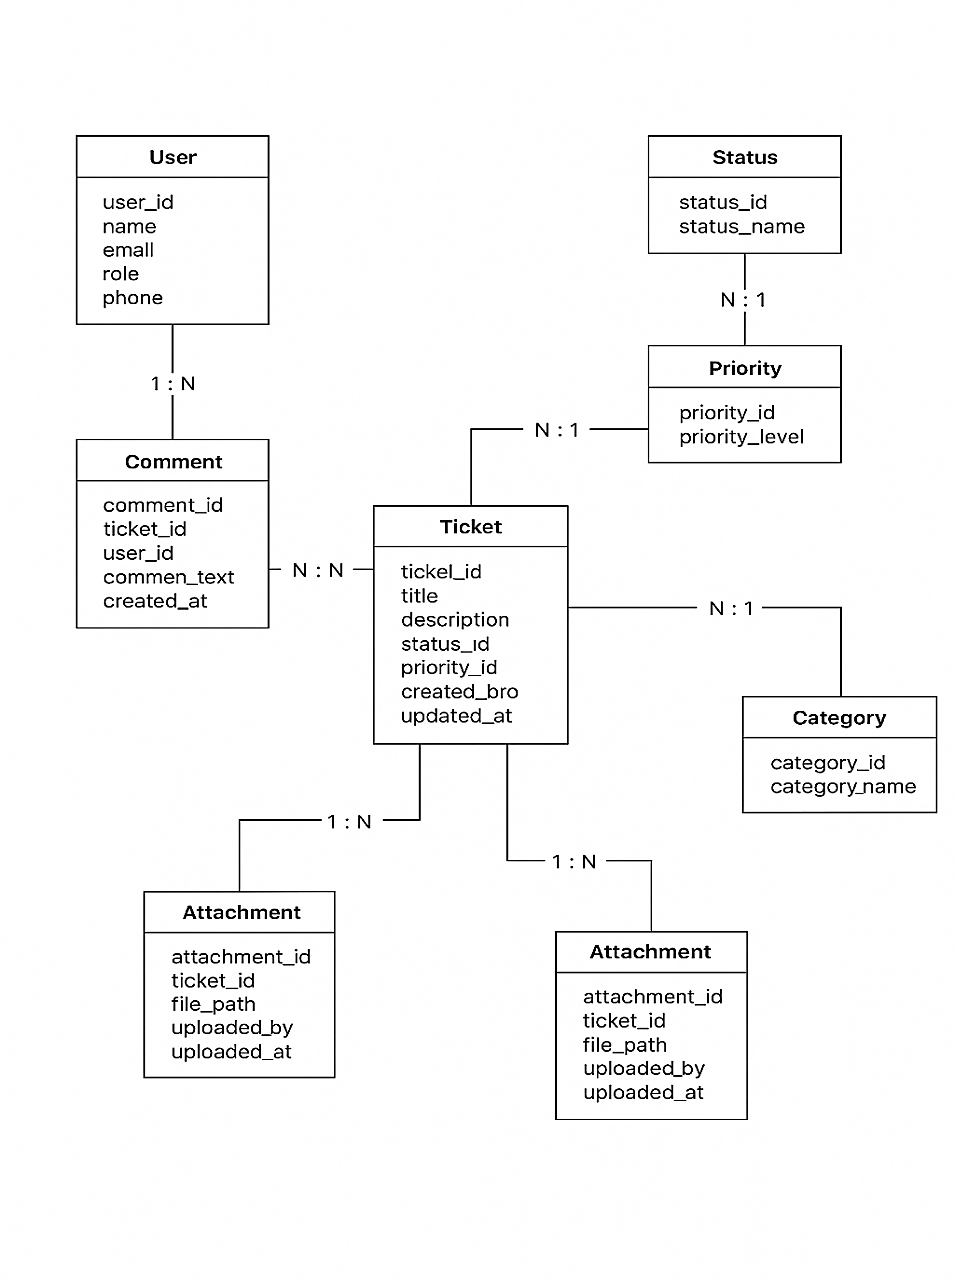 User
user_id
name
emall
role
phone
1 : N
Comment
comment_id
ticket_id
user_id
commen_text
created_at
N : N
Status
status_id
status_name
N : 1
Priority
priority_id
priority_level
N : 1
Ticket
tickel_id
title
description
status_ıd
priority_id
created_bro
updated_at
N : 1
Category
category_id
category_name
1 : N
Attachment
attachment_id
ticket_id
file_path
uploaded_by
uploaded_at
1 : N
Attachment
attachment_id
ticket_id
file_path
uploaded_by
uploaded_at